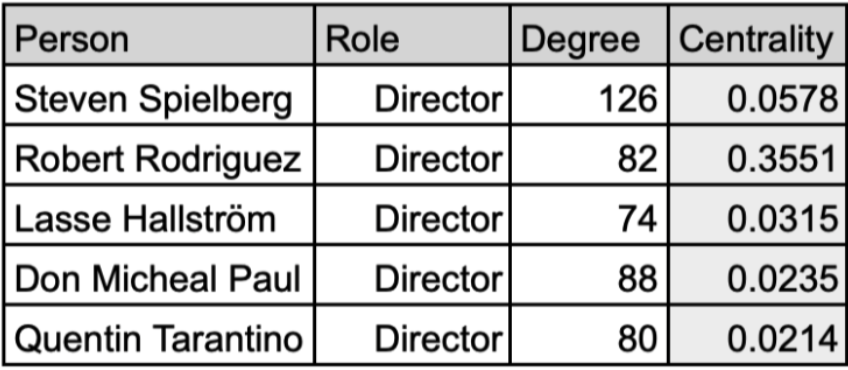 Person Role Degree Centrality
Steven Spielberg Director 126 0.0578
Robert Rodriguez Director 82 0.3551
Lasse Hallström Director 74 0.0315
Don Micheal Paul Director 88 0.0235
Quentin Tarantino Director 80 0.0214